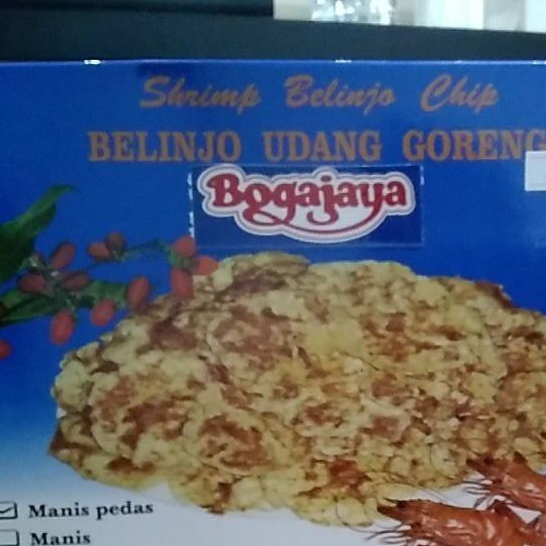 Shrimp Belinjo Chip
BELINJO UDANG GORENG
Bogajaya
Manis pedas
Manis